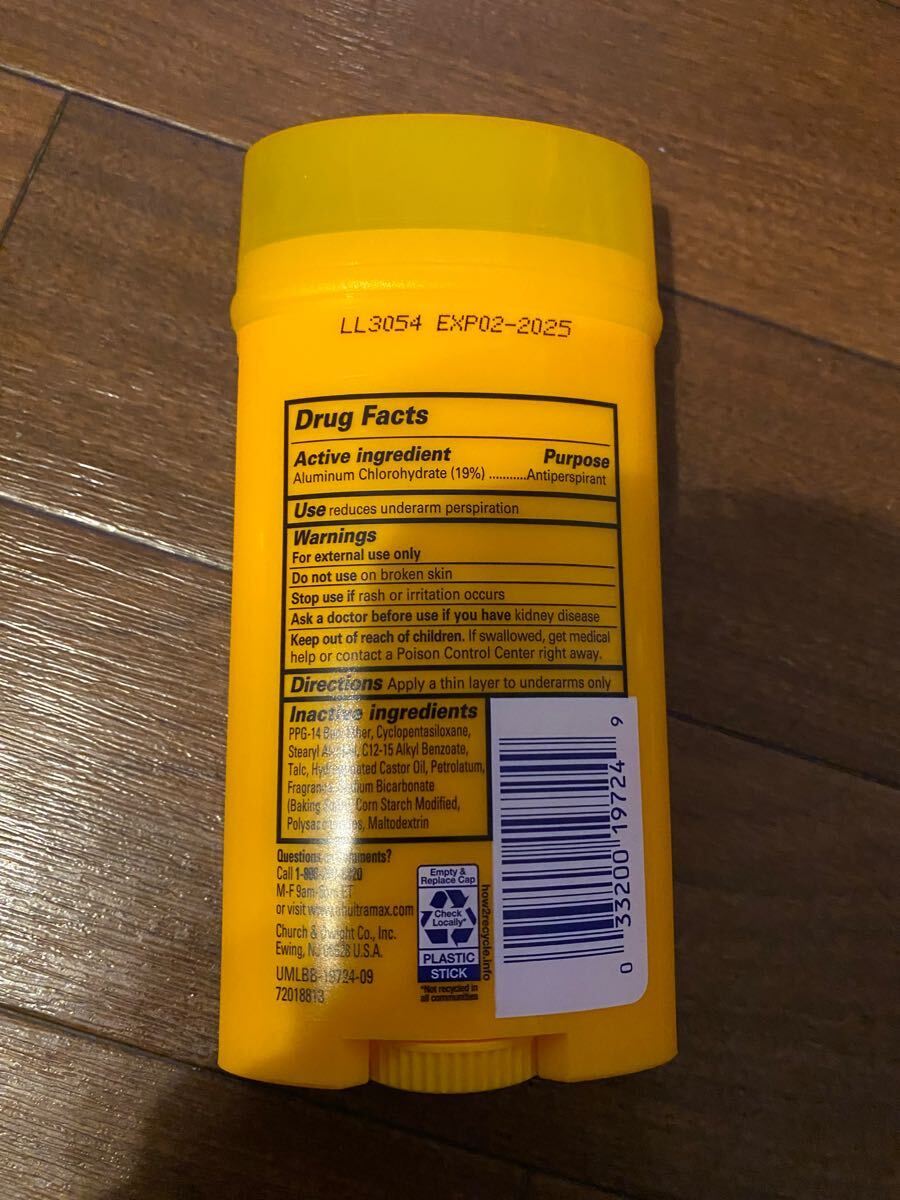 LL3054 EXP02-2025
Drug Facts
Active ingredient Purpose
Aluminum Chlorohydrate (19%) ...........Antiperspirant
Use reduces underarm perspiration
Warnings
For external use only
Do not use on broken skin
Stop use if rash or irritation occurs
Ask a doctor before use if you have kidney disease
Keep out of reach of children. If swallowed, get medical
help or contact a Poison Control Center right away.
Directions Apply a thin layer to underarms only
Inactive ingredients
PPG-14 Cyclopentasiloxane,
Stearyl C12-15 Alkyl Benzoate,
Talc, Hydrogenated Castor Oil, Petrolatum,
Bicarbonate
(Baking Corn Starch Modified,
Maltodextrin
Questions comments?
Call
M-F
or visit
Church & Dwight Co., Inc.
Ewing, U.S.A.
UMLBB-19724-09
72018813
Empty &
Replace Cap
Check
Locally*
PLASTIC
STICK
*Not recycled in
all communities
how2recycle.info
0 33200 19724 9